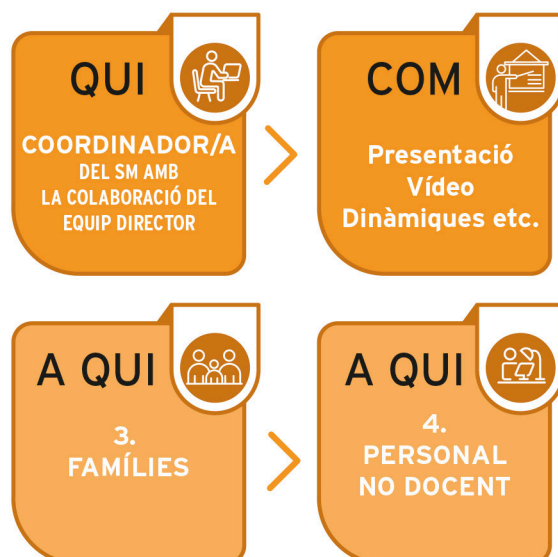 QUI
COORDINADOR/A
DEL SM AMB
LA COLABORACIÓ DEL
EQUIP DIRECTOR
COM
Presentació
Vídeo
Dinàmiques etc.
A QUI
3.
FAMÍLIES
A QUI
4.
PERSONAL
NO DOCENT